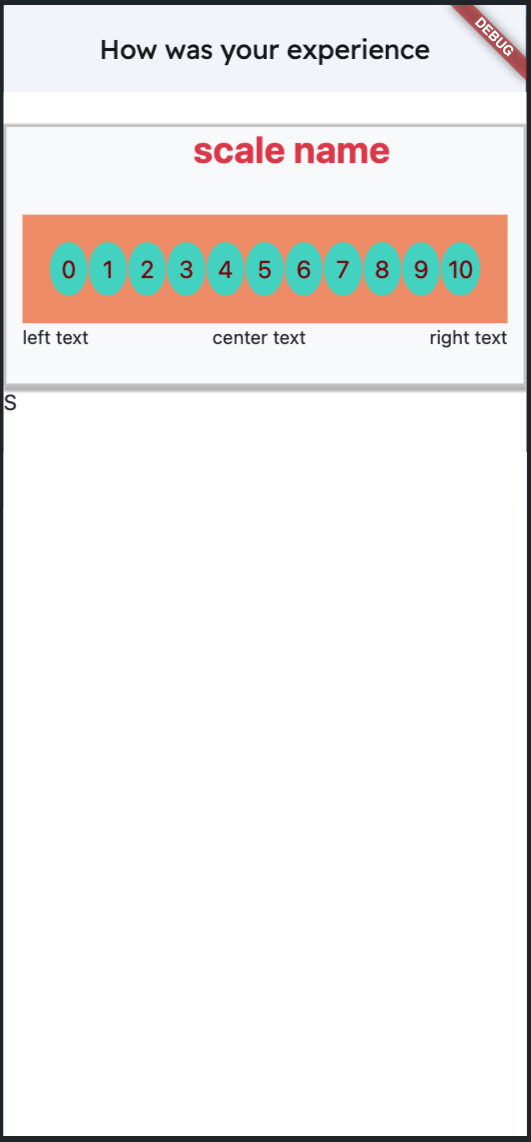 How was your experience
DEBUG
scale name
0 1 2 3 4 5 6 7 8 9 10
left text center text right text
S